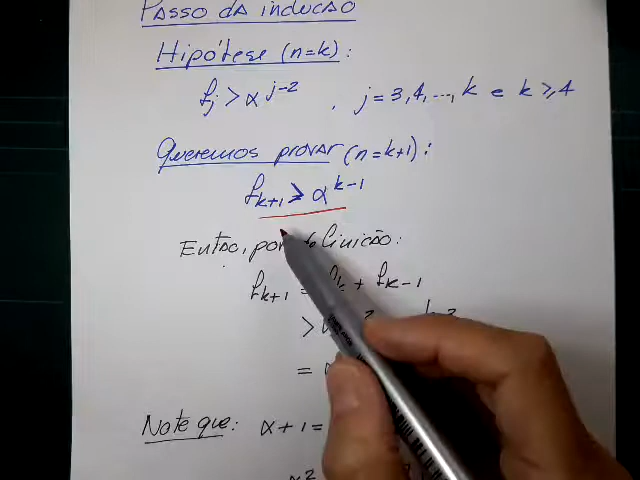 Passo da indução
Hipótese (n=k):
fj > α^j-2 , j = 3,4,..., k e k ≥ 4
Queremos provar (n=k+1):
fk+1 > α^k-1
Então, por
fk+1 = fk + fk-1
>
=
Note que: α+1 =
α²